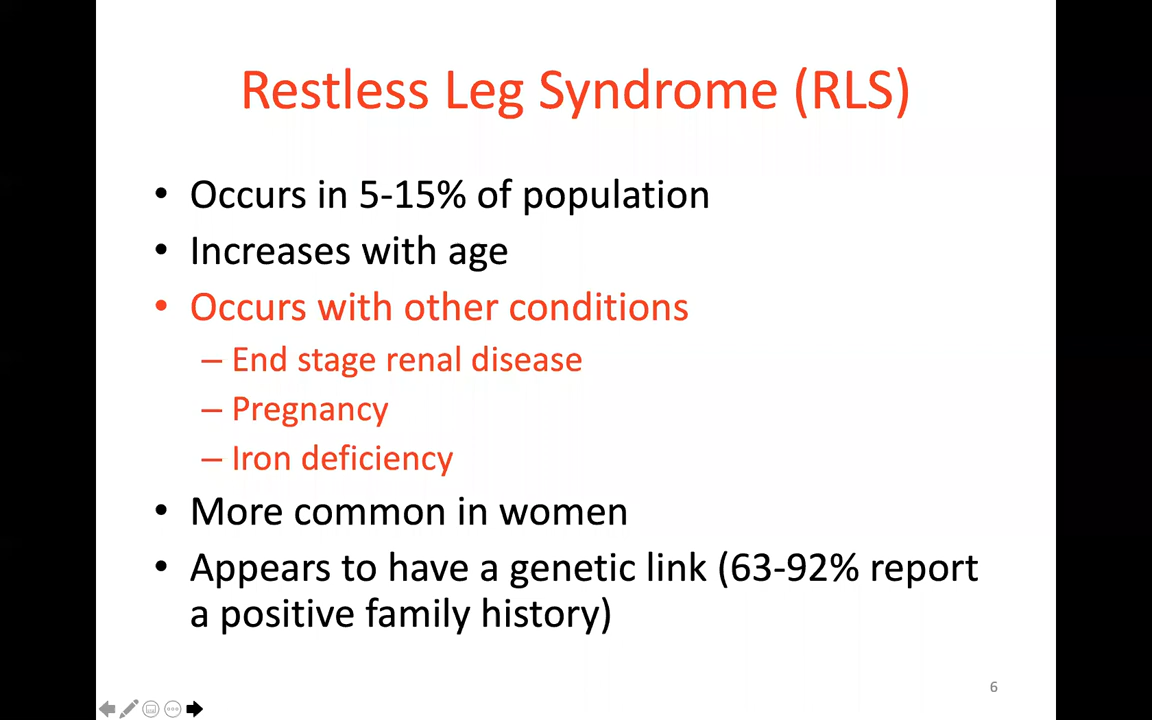 Restless Leg Syndrome (RLS)
• Occurs in 5-15% of population
• Increases with age
• Occurs with other conditions
– End stage renal disease
– Pregnancy
– Iron deficiency
• More common in women
• Appears to have a genetic link (63-92% report
a positive family history)
6